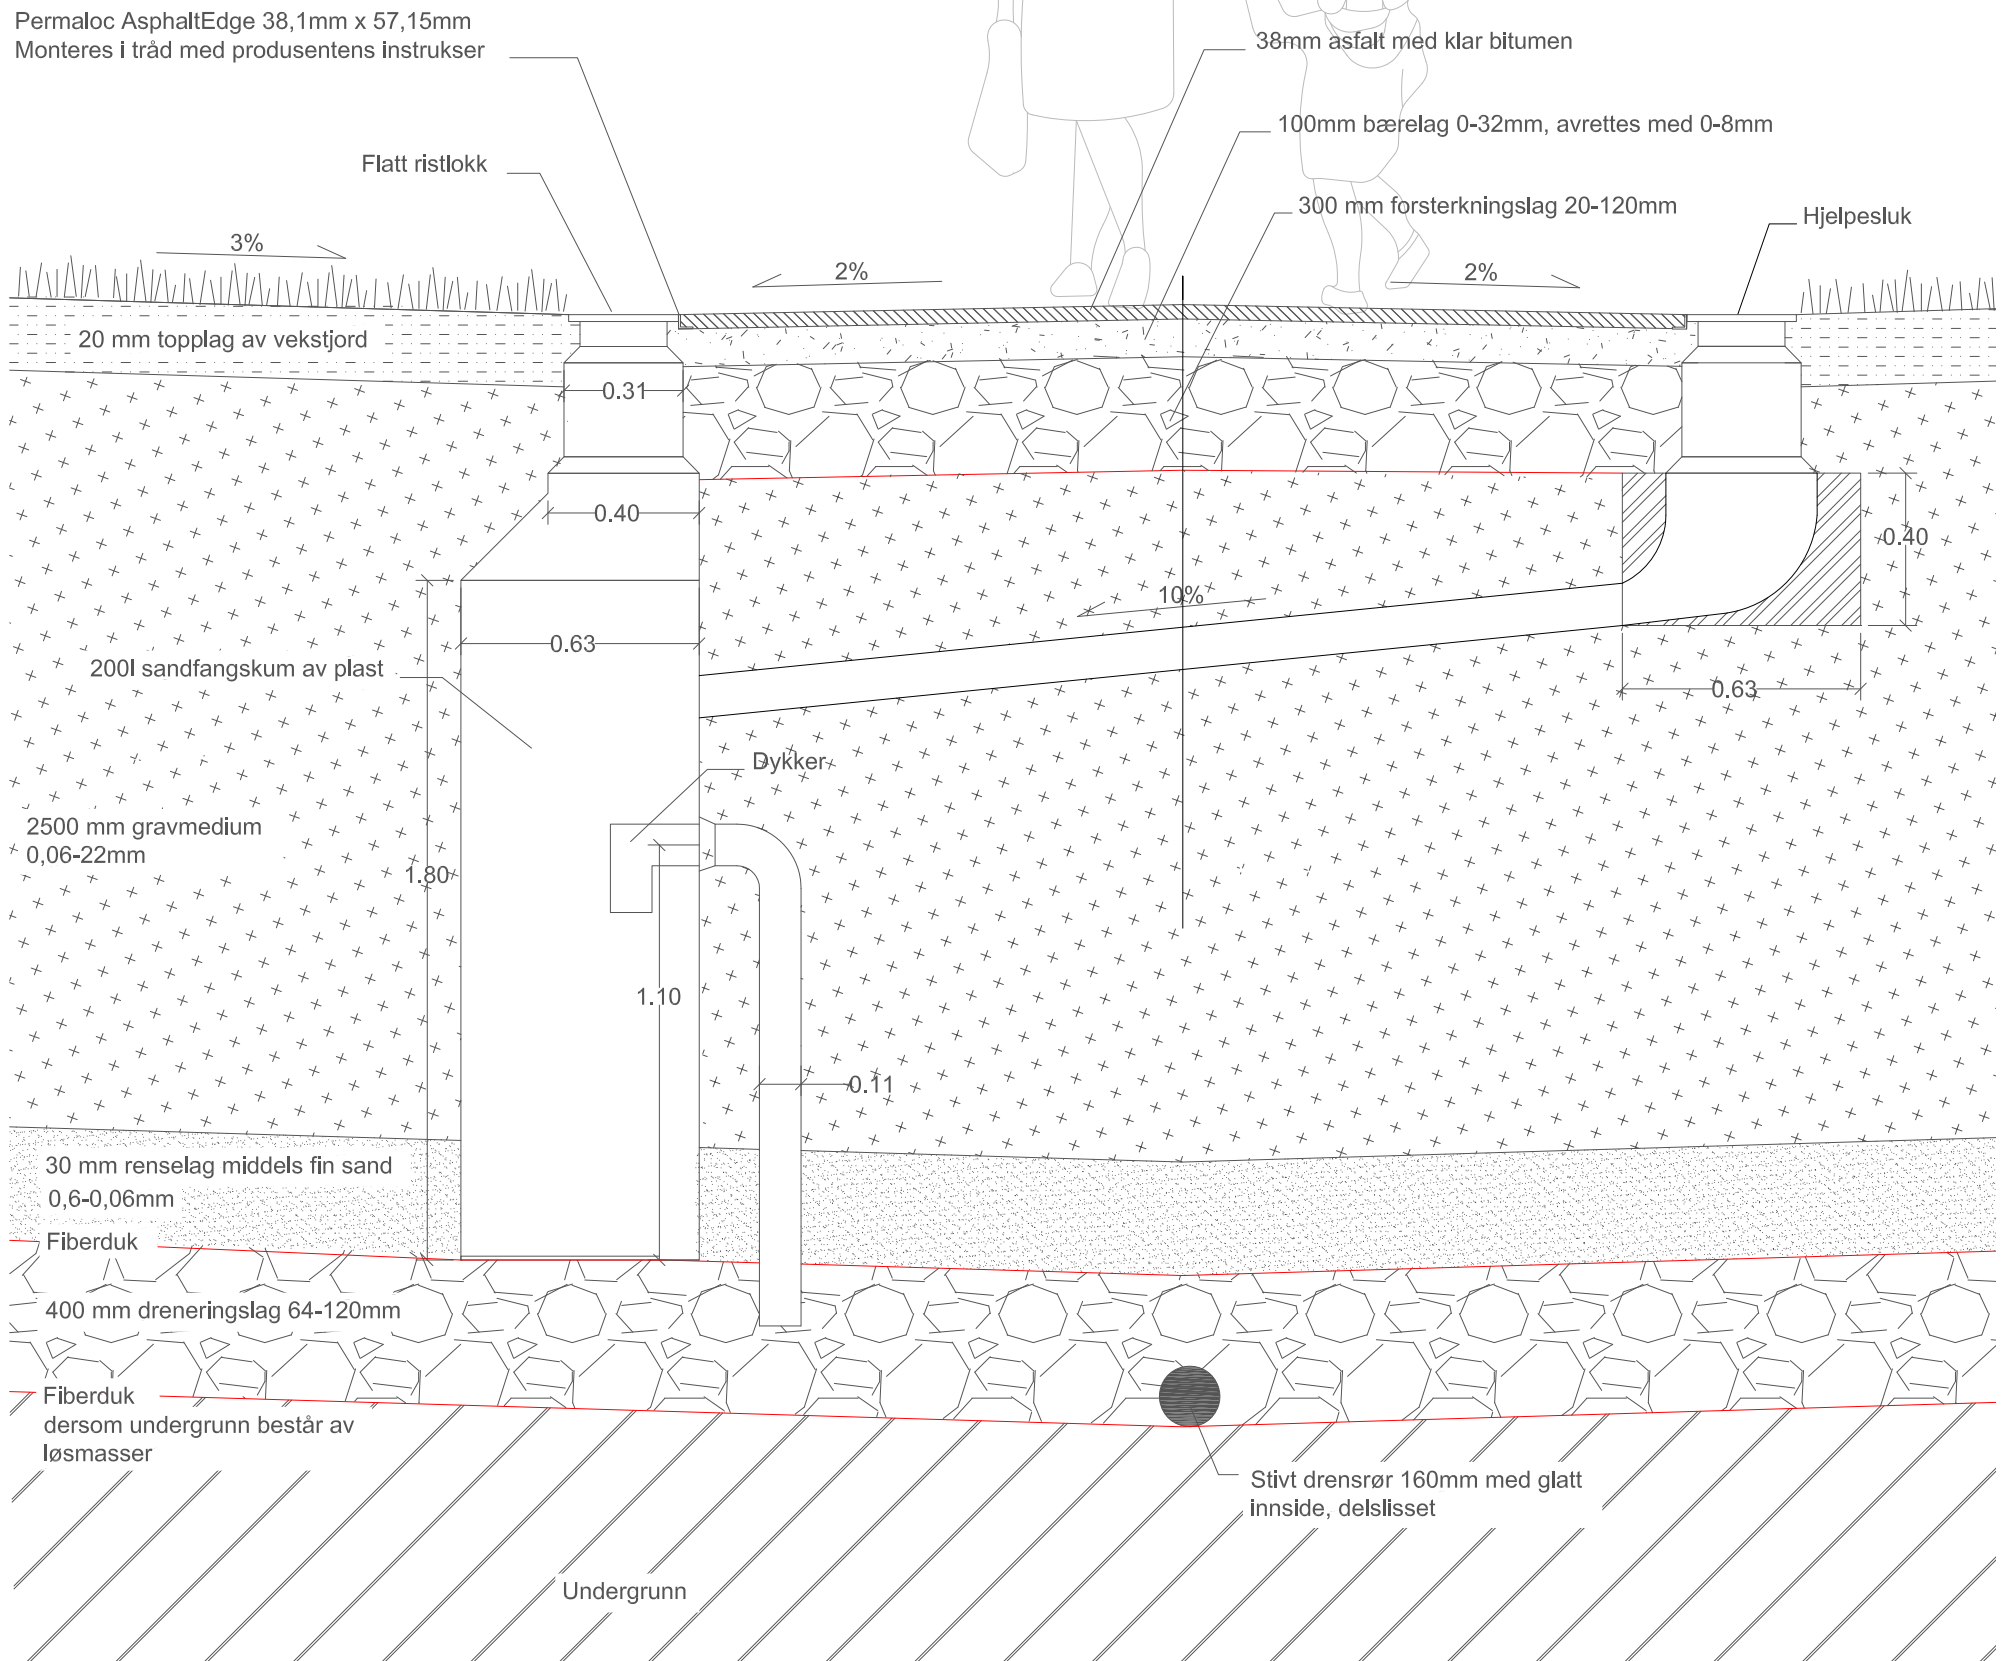 Permaloc AsphaltEdge 38,1mm x 57,15mm
Monteres i tråd med produsentens instrukser
38mm asfalt med klar bitumen
100mm bærelag 0-32mm, avrettes med 0-8mm
Flatt ristlokk
300 mm forsterkningslag 20-120mm
Hjelpesluk
3%
2%
2%
20 mm topplag av vekstjord
0.31
0.40
0.40
10%
0.63
200l sandfangskum av plast
0.63
Dykker
2500 mm gravmedium
0,06-22mm
1.80
1.10
0.11
30 mm renselag middels fin sand
0,6-0,06mm
Fiberduk
400 mm dreneringslag 64-120mm
Fiberduk
dersom undergrunn består av
løsmasser
Stivt drensrør 160mm med glatt
innside, delslisset
Undergrunn